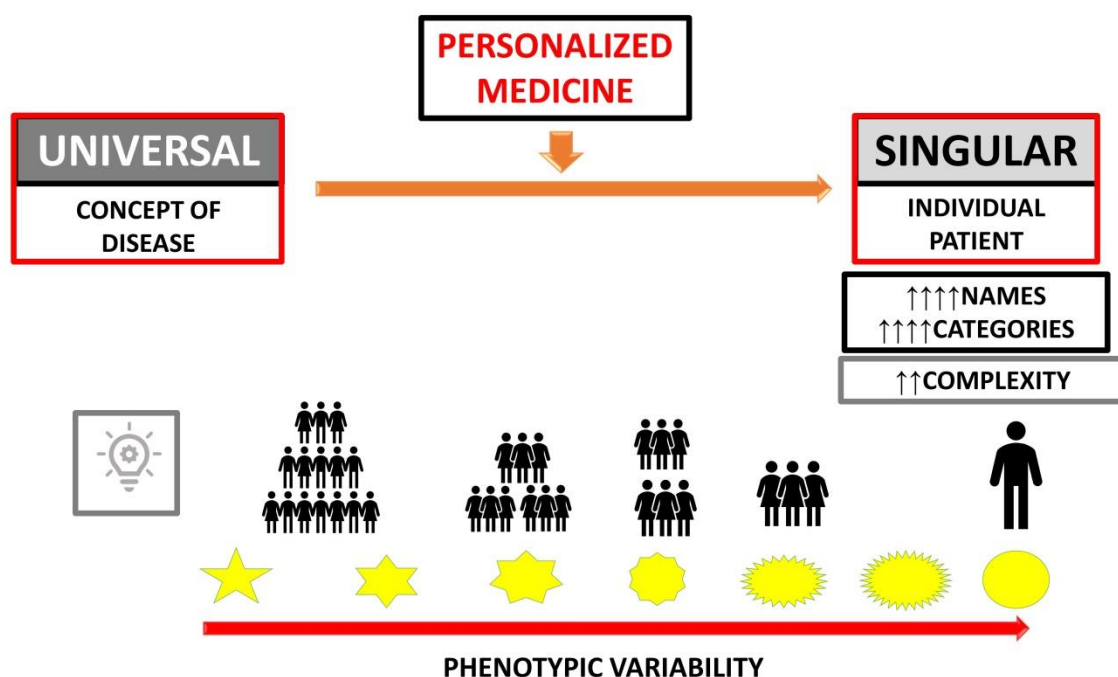 PERSONALIZED
MEDICINE
UNIVERSAL
CONCEPT OF
DISEASE
SINGULAR
INDIVIDUAL
PATIENT
↑↑↑↑NAMES
↑↑↑↑CATEGORIES
↑↑COMPLEXITY
PHENOTYPIC VARIABILITY